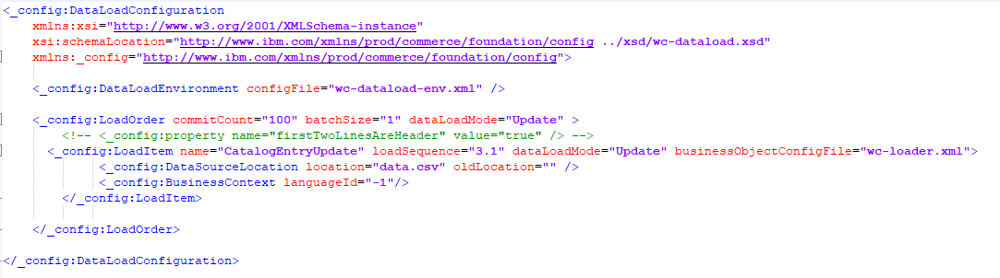 <_config:DataLoadConfiguration
xmlns:xsi="http://www.w3.org/2001/XMLSchema-instance"
xsi:schemaLocation="http://www.ibm.com/xmlns/prod/commerce/foundation/config ../xsd/wc-dataload.xsd"
xmlns:_config="http://www.ibm.com/xmlns/prod/commerce/foundation/config">
<_config:DataLoadEnvironment configFile="wc-dataload-env.xml" />
<_config:LoadOrder commitCount="100" batchSize="1" dataLoadMode="Update" >
<!-- <_config:property name="firstTwoLinesAreHeader" value="true" /> -->
<_config:LoadItem name="CatalogEntryUpdate" loadSequence="3.1" dataLoadMode="Update" businessObjectConfigFile="wc-loader.xml">
<_config:DataSourceLocation location="data.csv" oldLocation="" />
<_config:BusinessContext languageId="-1"/>
</_config:LoadItem>
</_config:LoadOrder>
</_config:DataLoadConfiguration>